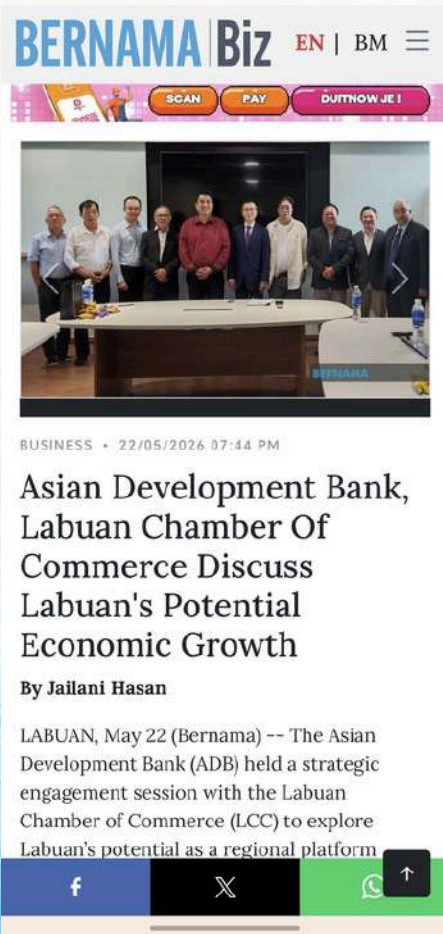 BERNAMA Biz EN | BM
SCAN PAY DUITNOW JE !
BERNAMA
BUSINESS • 22/05/2026 07:44 PM
Asian Development Bank,
Labuan Chamber Of
Commerce Discuss
Labuan's Potential
Economic Growth
By Jailani Hasan
LABUAN, May 22 (Bernama) -- The Asian
Development Bank (ADB) held a strategic
engagement session with the Labuan
Chamber of Commerce (LCC) to explore
Labuan’s potential as a regional platform